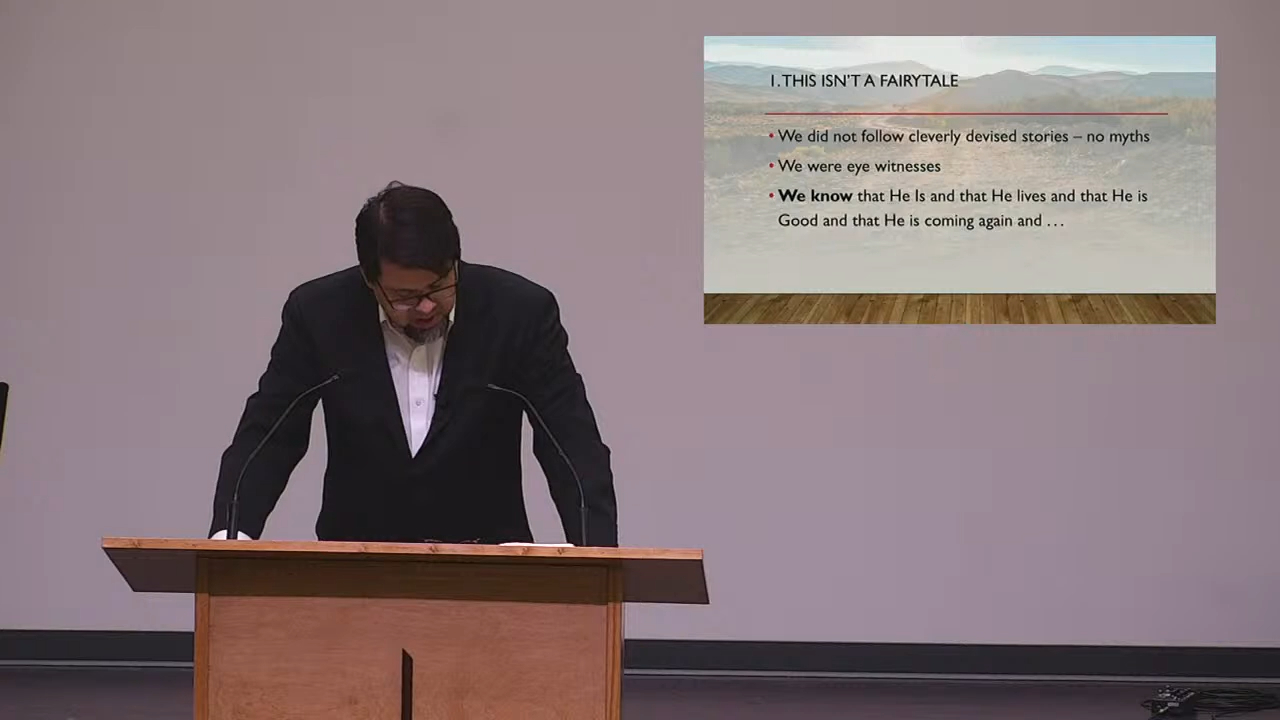 1. THIS ISN'T A FAIRYTALE
• We did not follow cleverly devised stories – no myths
• We were eye witnesses
• We know that He Is and that He lives and that He is
Good and that He is coming again and …